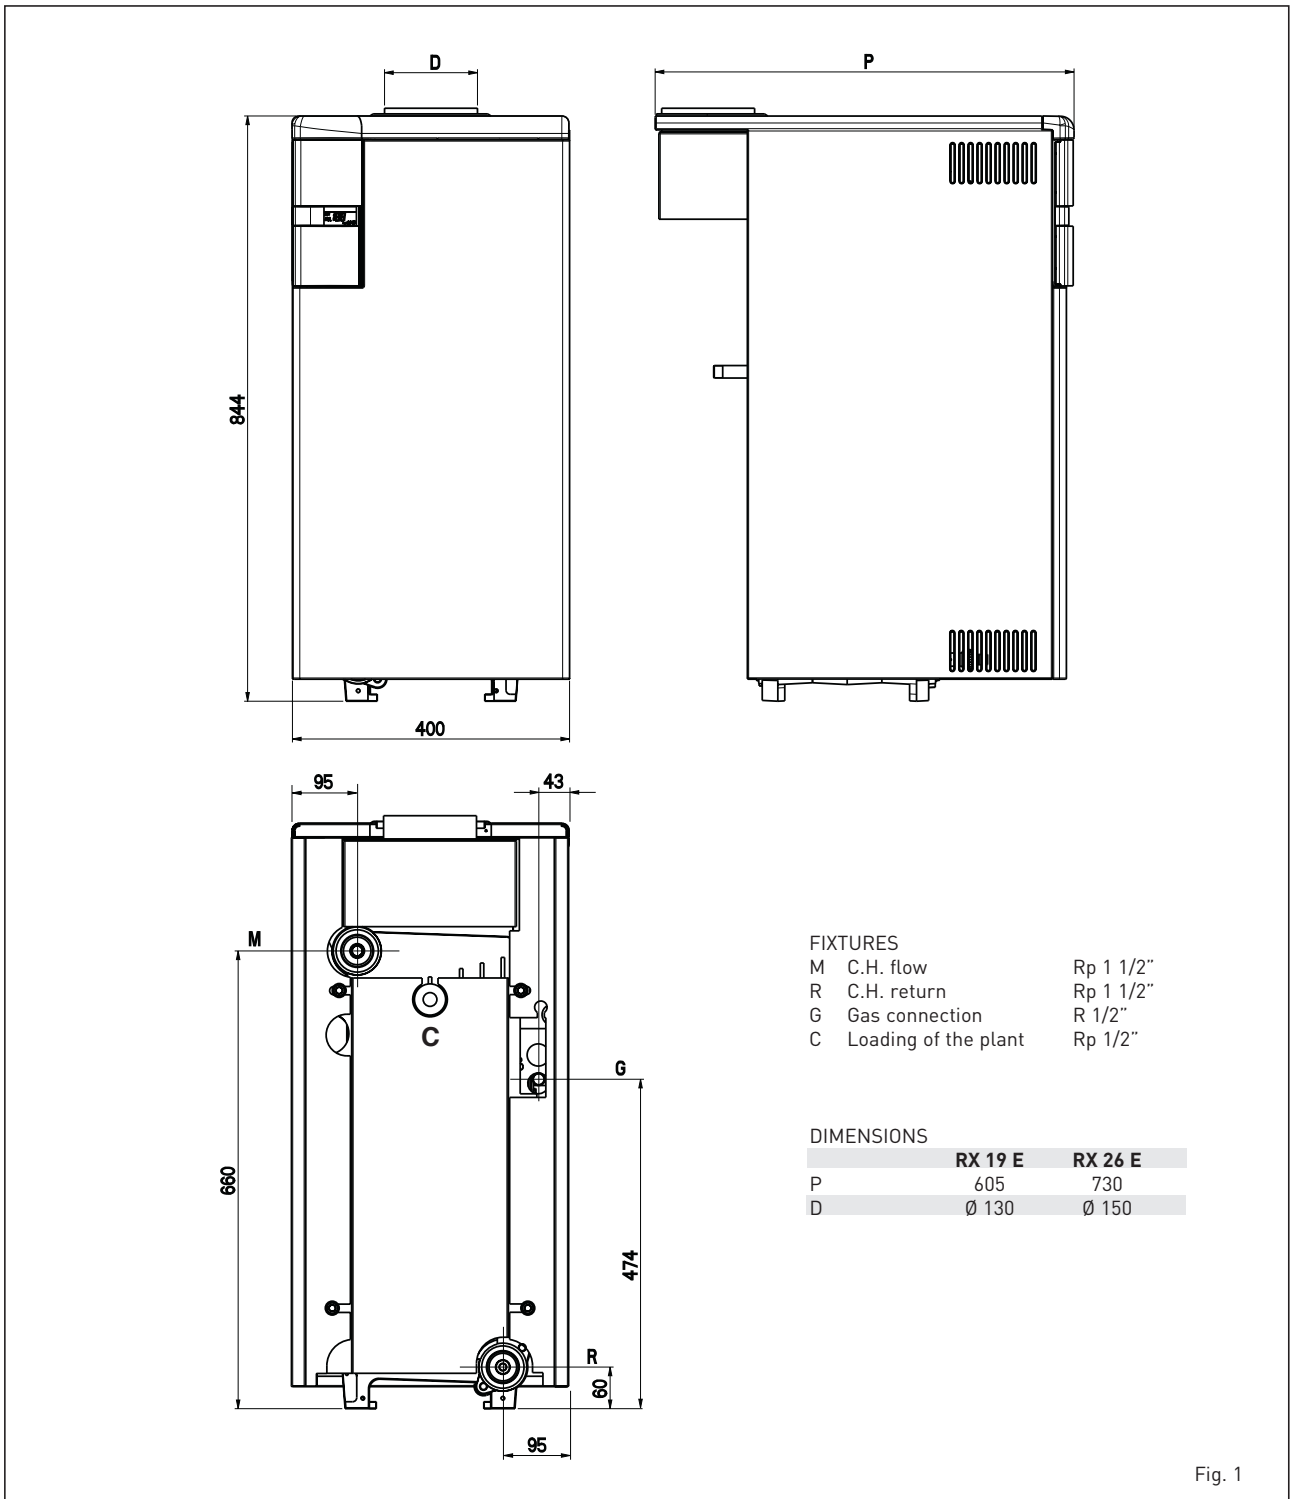 D
P
844
400
95
43
M
C
G
660
474
R
60
95
FIXTURES
M C.H. flow Rp 1 1/2”
R C.H. return Rp 1 1/2”
G Gas connection R 1/2”
C Loading of the plant Rp 1/2”
DIMENSIONS
RX 19 E RX 26 E
P 605 730
D Ø 130 Ø 150
Fig. 1